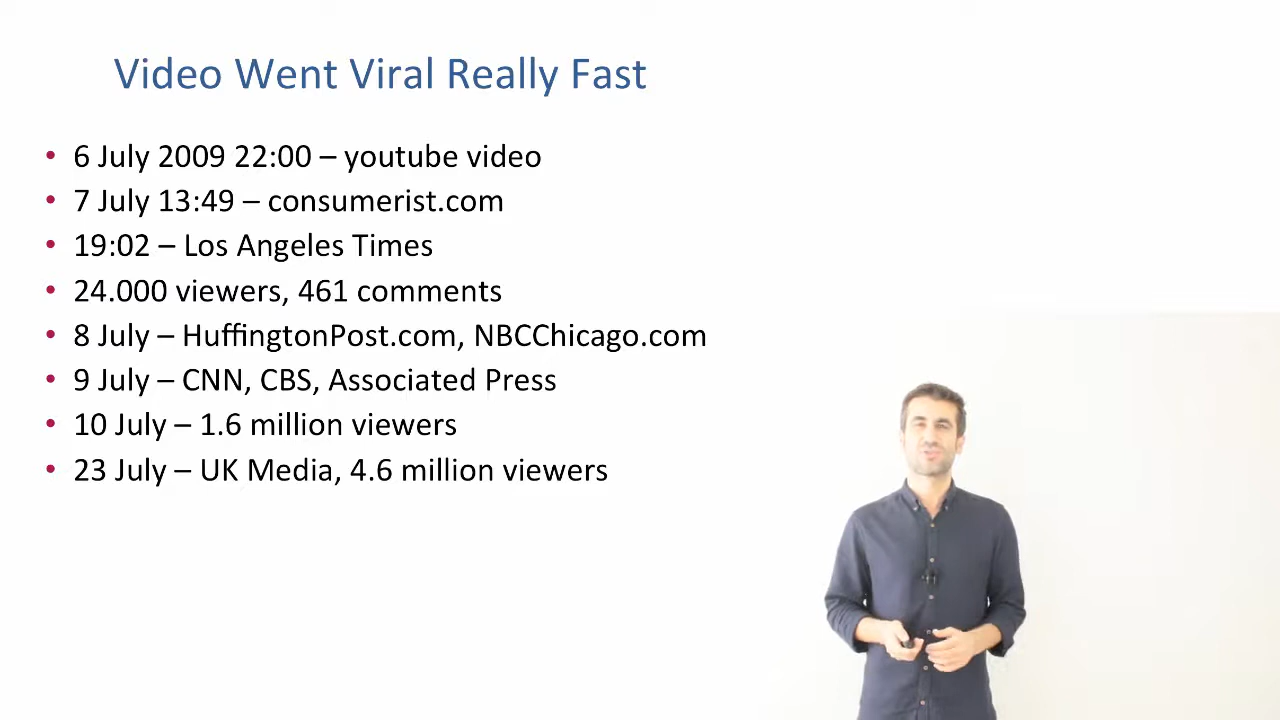 Video Went Viral Really Fast
• 6 July 2009 22:00 – youtube video
• 7 July 13:49 – consumerist.com
• 19:02 – Los Angeles Times
• 24.000 viewers, 461 comments
• 8 July – HuffingtonPost.com, NBCChicago.com
• 9 July – CNN, CBS, Associated Press
• 10 July – 1.6 million viewers
• 23 July – UK Media, 4.6 million viewers